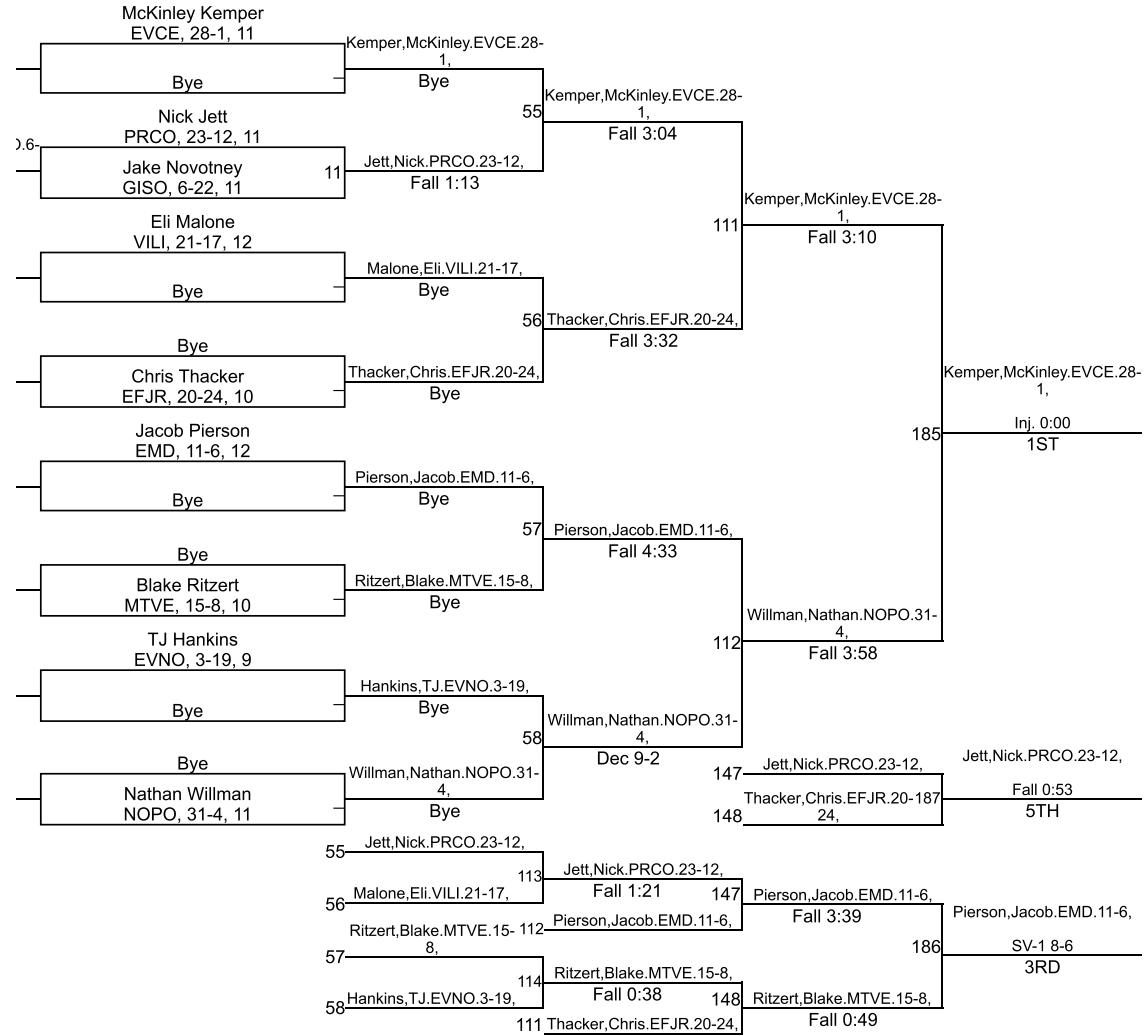 McKinley Kemper
EVCE, 28-1, 11
Bye
Kemper,McKinley.EVCE.28-
1,
Bye
Nick Jett
PRCO, 23-12, 11
Jake Novotney
GISO, 6-22, 11
11
Jett,Nick.PRCO.23-12,
Fall 1:13
55
Kemper,McKinley.EVCE.28-
1,
Fall 3:04
Eli Malone
VILI, 21-17, 12
Bye
Malone,Eli.VILI.21-17,
Bye
Bye
Chris Thacker
EFJR, 20-24, 10
Thacker,Chris.EFJR.20-24,
Bye
56
Thacker,Chris.EFJR.20-24,
Fall 3:32
111
Kemper,McKinley.EVCE.28-
1,
Fall 3:10
Jacob Pierson
EMD, 11-6, 12
Bye
Pierson,Jacob.EMD.11-6,
Bye
Bye
Blake Ritzert
MTVE, 15-8, 10
Ritzert,Blake.MTVE.15-8,
Bye
57
Pierson,Jacob.EMD.11-6,
Fall 4:33
TJ Hankins
EVNO, 3-19, 9
Bye
Hankins,TJ.EVNO.3-19,
Bye
Bye
Nathan Willman
NOPO, 31-4, 11
Willman,Nathan.NOPO.31-
4,
Bye
58
Willman,Nathan.NOPO.31-
4,
Dec 9-2
112
Willman,Nathan.NOPO.31-
4,
Fall 3:58
185
Kemper,McKinley.EVCE.28-
1,
Inj. 0:00
1ST
147
Jett,Nick.PRCO.23-12,
148
Thacker,Chris.EFJR.20-
24,
187
Jett,Nick.PRCO.23-12,
Fall 0:53
5TH
55
Jett,Nick.PRCO.23-12,
56
Malone,Eli.VILI.21-17,
113
Jett,Nick.PRCO.23-12,
Fall 1:21
112
Pierson,Jacob.EMD.11-6,
147
Pierson,Jacob.EMD.11-6,
Fall 3:39
57
Ritzert,Blake.MTVE.15-
8,
58
Hankins,TJ.EVNO.3-19,
114
Ritzert,Blake.MTVE.15-8,
Fall 0:38
111
Thacker,Chris.EFJR.20-24,
148
Ritzert,Blake.MTVE.15-8,
Fall 0:49
186
Pierson,Jacob.EMD.11-6,
SV-1 8-6
3RD